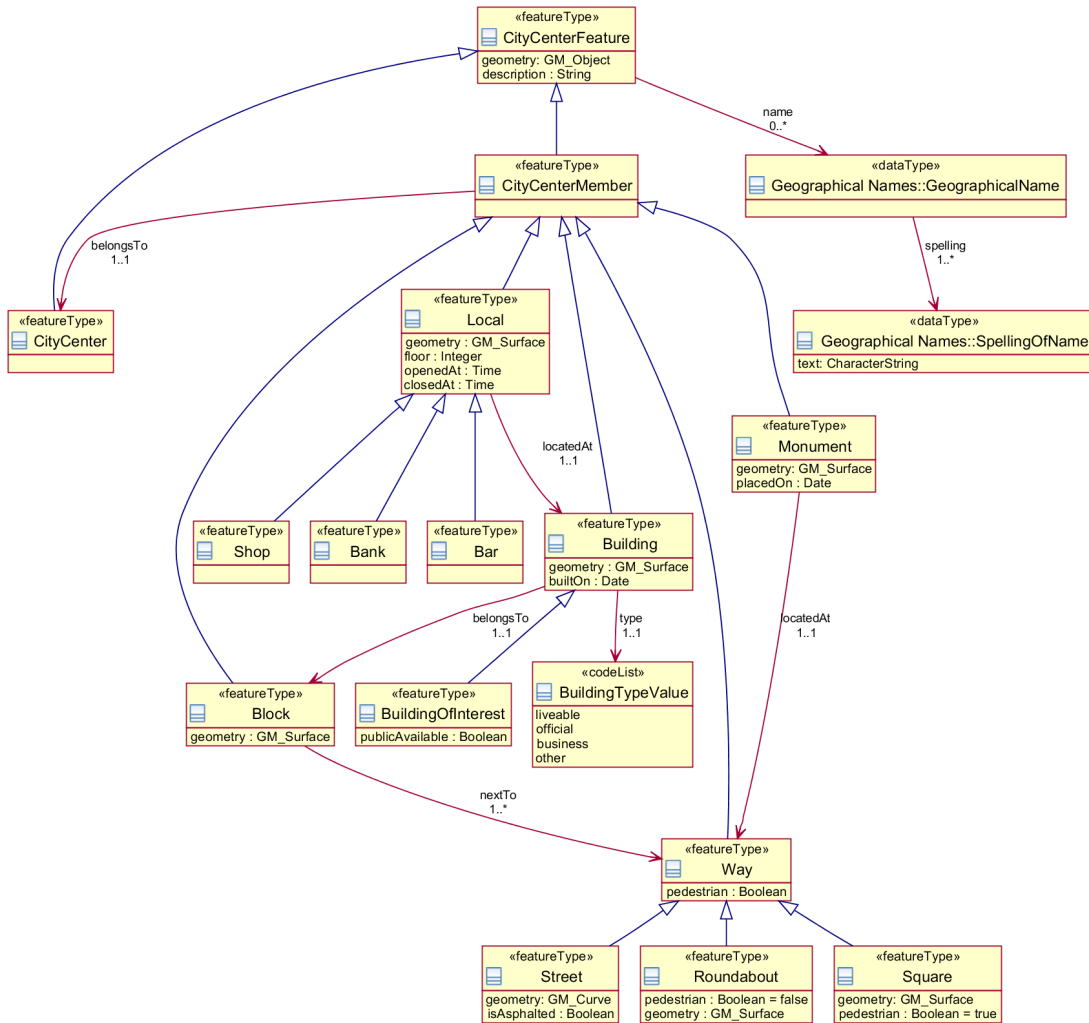 «featureType»
CityCenterFeature
geometry: GM_Object
description : String
name
0..*
«featureType»
CityCenterMember
«dataType»
Geographical Names::GeographicalName
belongsTo
1..1
spelling
1..*
«featureType»
CityCenter
«featureType»
Local
geometry : GM_Surface
floor : Integer
openedAt : Time
closedAt : Time
«dataType»
Geographical Names::SpellingOfName
text: CharacterString
«featureType»
Monument
geometry: GM_Surface
placedOn : Date
locatedAt
1..1
«featureType»
Shop
«featureType»
Bank
«featureType»
Bar
«featureType»
Building
geometry : GM_Surface
builtOn : Date
belongsTo
1..1
type
1..1
locatedAt
1..1
«featureType»
Block
geometry : GM_Surface
«featureType»
BuildingOfInterest
publicAvailable : Boolean
«codeList»
BuildingTypeValue
liveable
official
business
other
nextTo
1..*
«featureType»
Way
pedestrian : Boolean
«featureType»
Street
geometry: GM_Curve
isAsphalted : Boolean
«featureType»
Roundabout
pedestrian : Boolean = false
geometry : GM_Surface
«featureType»
Square
geometry: GM_Surface
pedestrian : Boolean = true